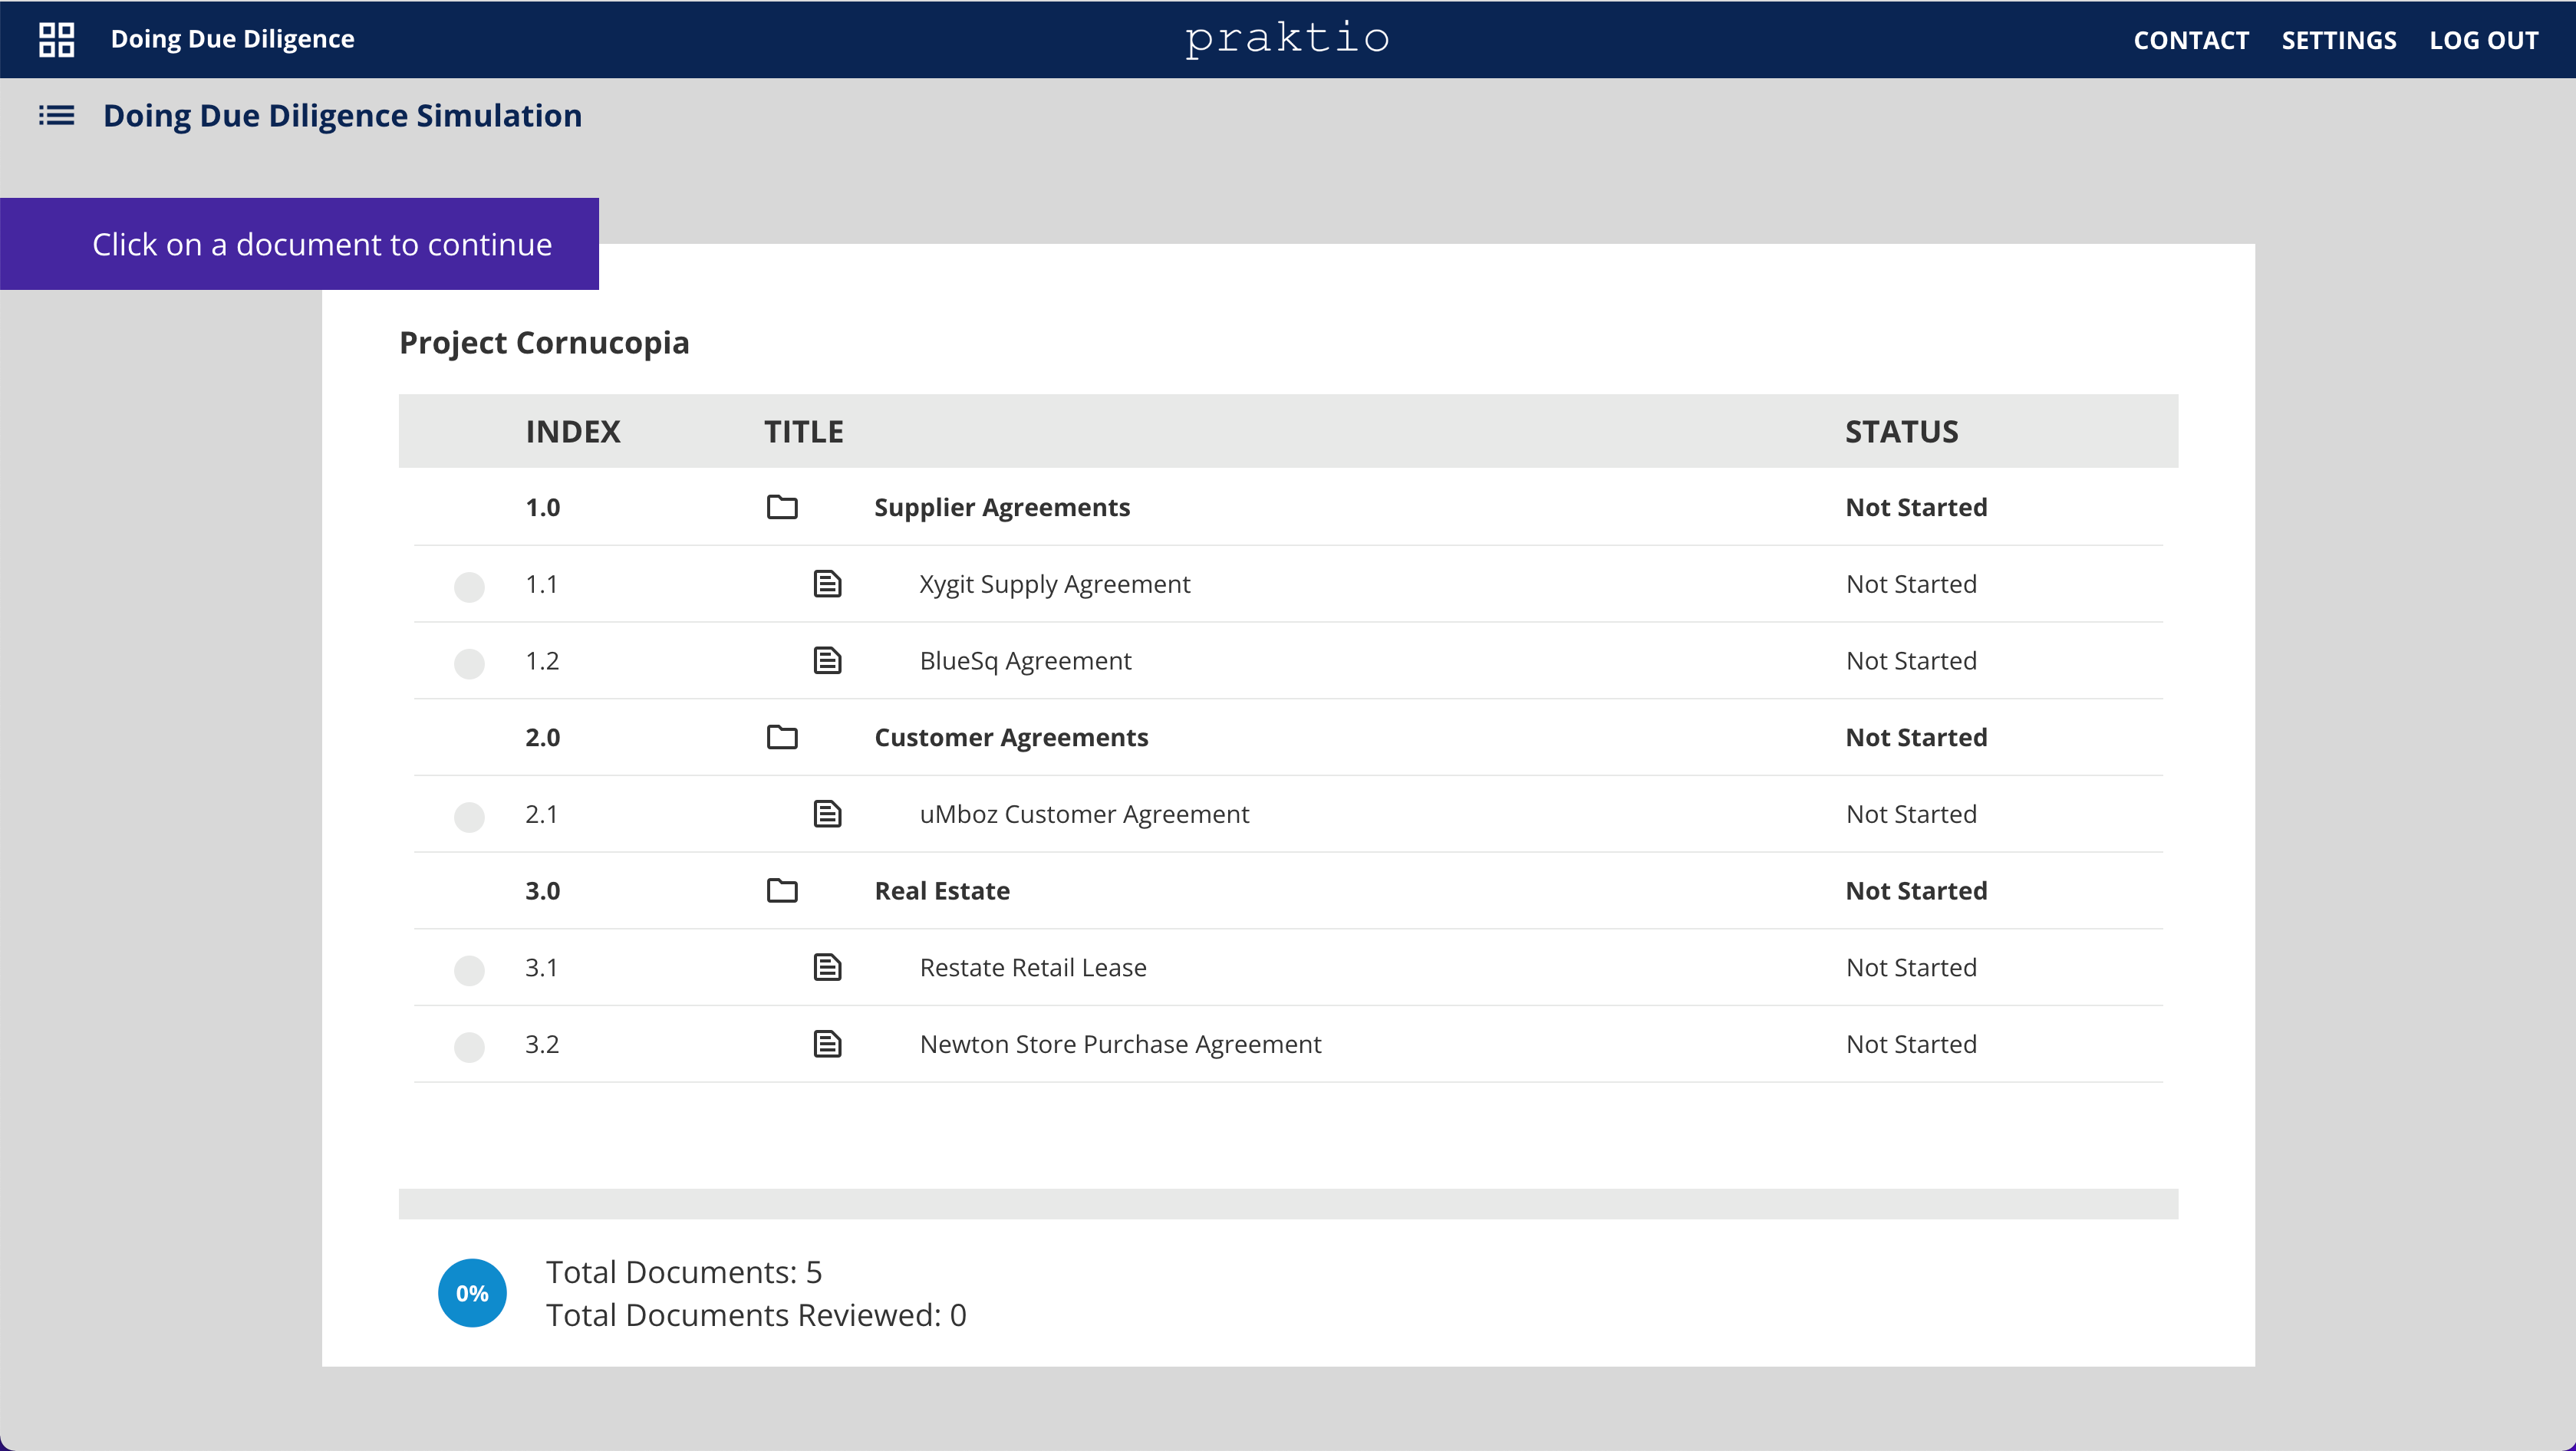 Doing Due Diligence
praktio
CONTACT SETTINGS LOG OUT
Doing Due Diligence Simulation
Click on a document to continue
Project Cornucopia
INDEX TITLE STATUS
1.0 Supplier Agreements Not Started
1.1 Xygit Supply Agreement Not Started
1.2 BlueSq Agreement Not Started
2.0 Customer Agreements Not Started
2.1 uMboz Customer Agreement Not Started
3.0 Real Estate Not Started
3.1 Restate Retail Lease Not Started
3.2 Newton Store Purchase Agreement Not Started
0%
Total Documents: 5
Total Documents Reviewed: 0